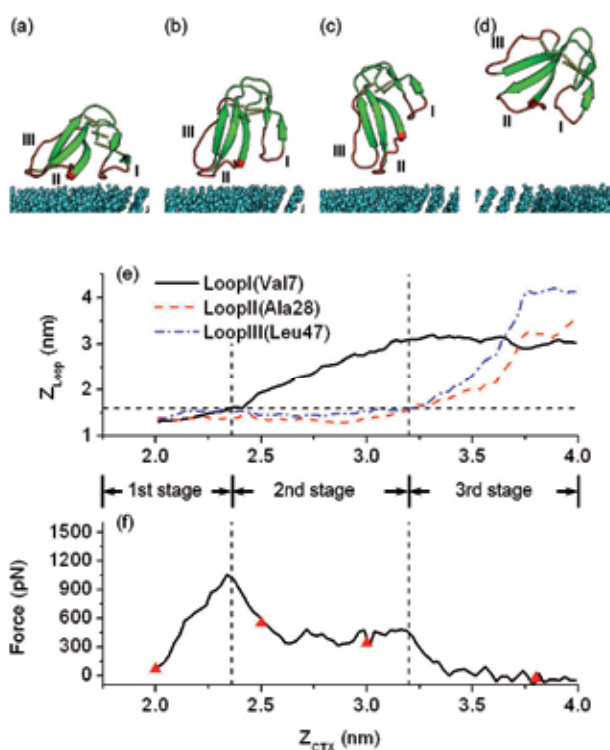 (a) (b) (c) (d)
III II I
III II I
III II I
III II I
(e)
LoopI(Val7)
LoopII(Ala28)
LoopIII(Leu47)
Z_Loop (nm)
4
3
2
1
2.0 2.5 3.0 3.5 4.0
1st stage 2nd stage 3rd stage
(f)
Force (pN)
1500
1200
900
600
300
0
2.0 2.5 3.0 3.5 4.0
Z_CTX (nm)